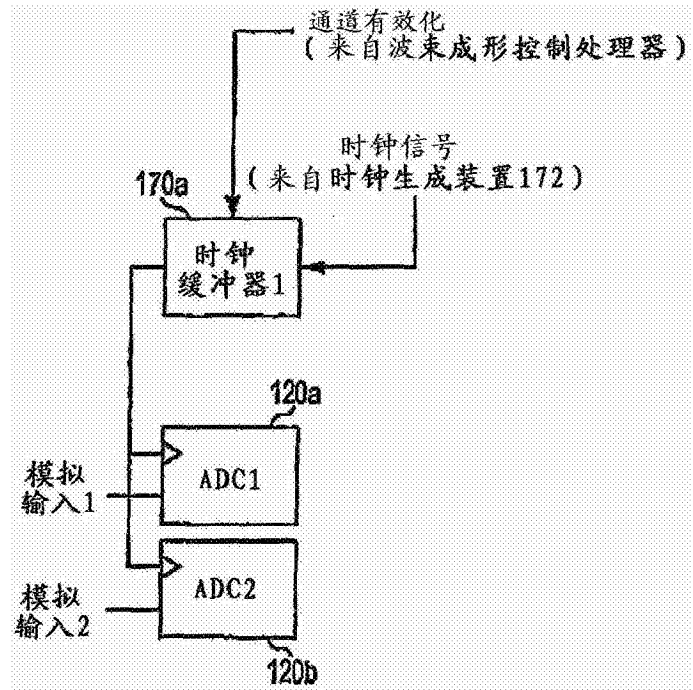 通道有效化
(来自波束成形控制处理器)
时钟信号
(来自时钟生成装置172)
170a
时钟
缓冲器1
120a
ADC1
模拟
输入1
ADC2
模拟
输入2
120b